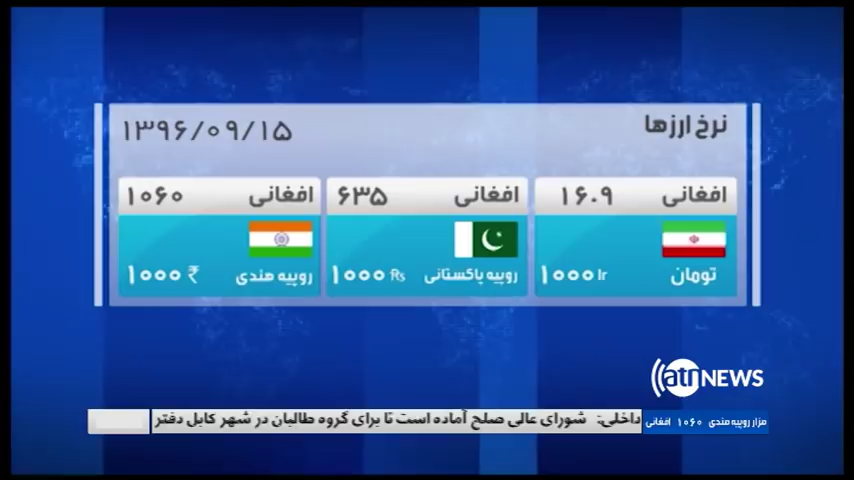 نرخ ارزها
۱۳۹۶/۰۹/۱۵
افغانی ۱۶.۹
تومان ۱۰۰۰ Ir
افغانی ۶۳۵
روپیه پاکستانی ۱۰۰۰ ₨
افغانی ۱۰۶۰
روپیه هندی ۱۰۰۰ ₹
atn NEWS
هزار روپیه هندی ۱۰۶۰ افغانی
داخلی: شورای عالی صلح آماده است تا برای گروه طالبان در شهر کابل دفتر